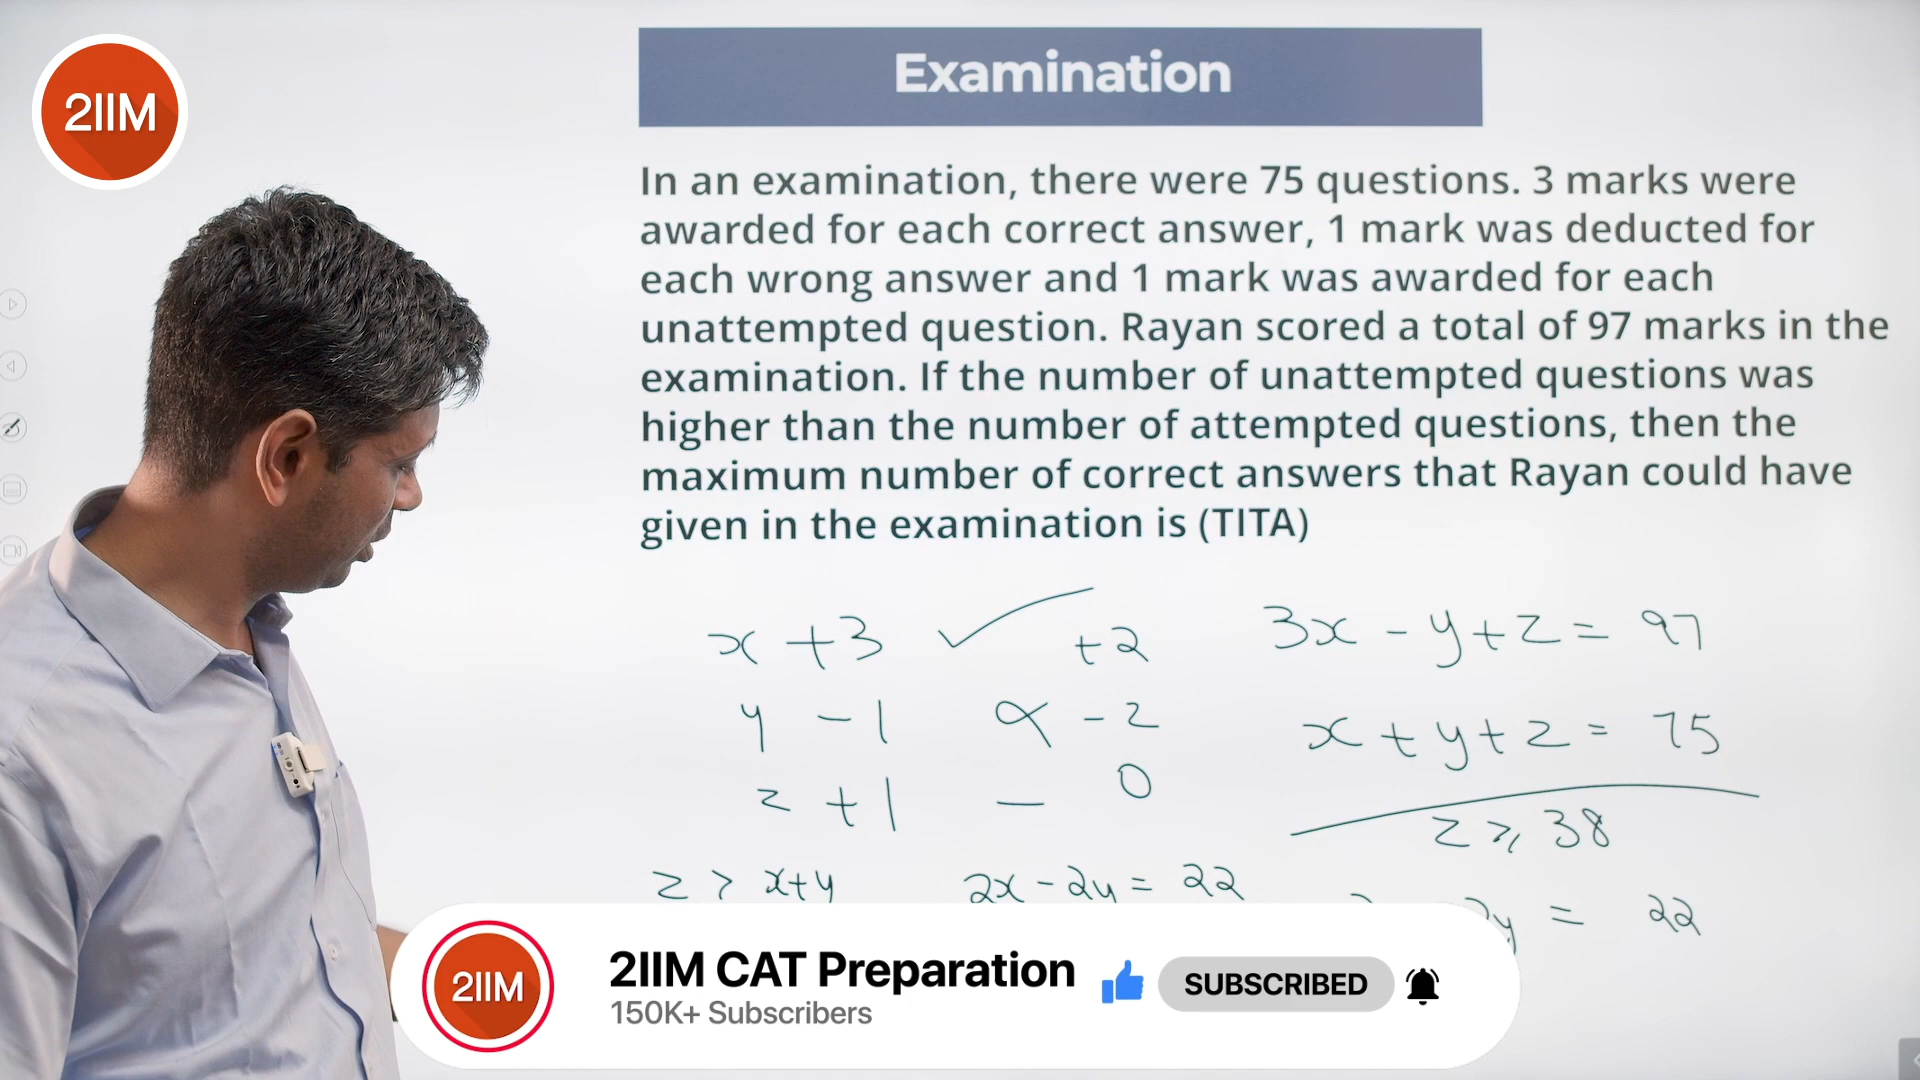 2IIM
Examination
In an examination, there were 75 questions. 3 marks were
awarded for each correct answer, 1 mark was deducted for
each wrong answer and 1 mark was awarded for each
unattempted question. Rayan scored a total of 97 marks in the
examination. If the number of unattempted questions was
higher than the number of attempted questions, then the
maximum number of correct answers that Rayan could have
given in the examination is (TITA)
x +3 ✓ +2
y -1 x -2
z +1 — 0
z > x+y
2x - 2y = 22
3x - y + z = 97
x + y + z = 75
z ⩾ 38
2y = 22
2IIM
2IIM CAT Preparation
150K+ Subscribers
SUBSCRIBED